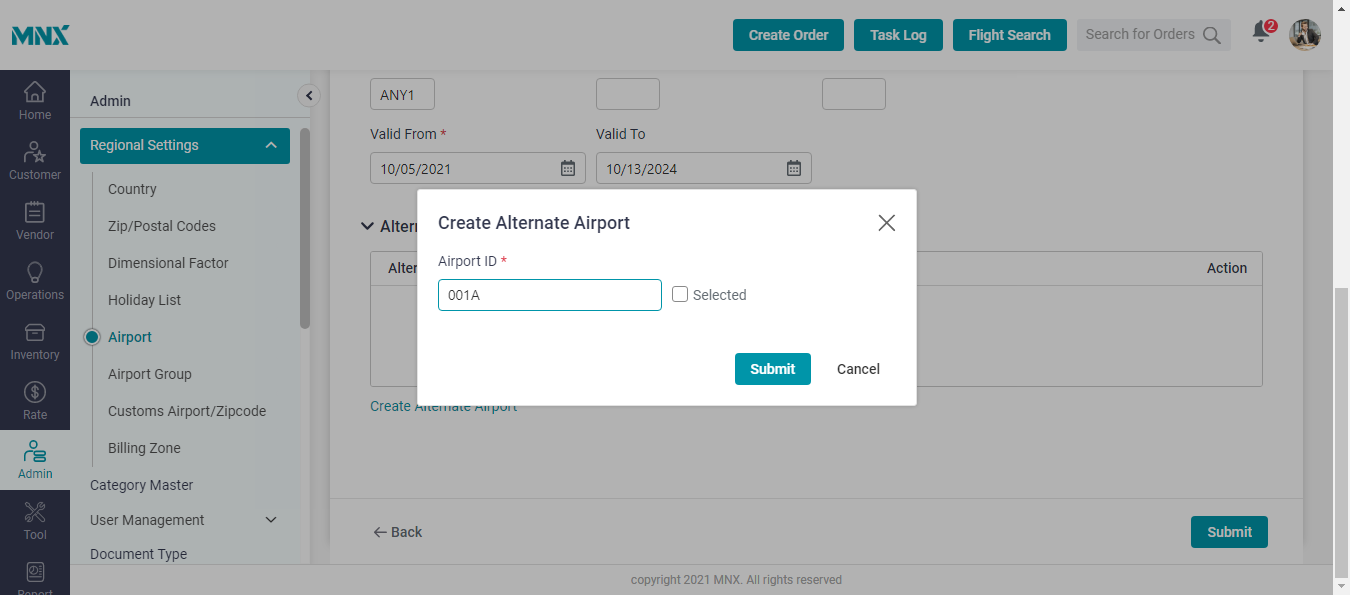 MNX
Create Order
Task Log
Flight Search
Search for Orders
2
Home
Customer
Vendor
Operations
Inventory
Rate
Admin
Tool
Report
Admin
Regional Settings
Country
Zip/Postal Codes
Dimensional Factor
Holiday List
Airport
Airport Group
Customs Airport/Zipcode
Billing Zone
Category Master
User Management
Document Type
ANY1
Valid From *
Valid To
10/05/2021
10/13/2024
Altern
Alter
Action
Create Alternate Airport
Airport ID *
001A
Selected
Submit
Cancel
Create Alternate Airport
Back
Submit
copyright 2021 MNX. All rights reserved